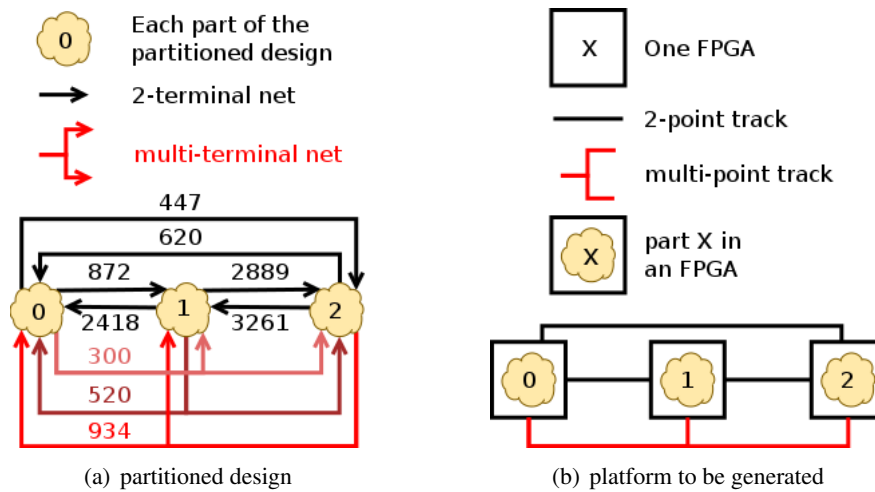 0
Each part of the
partitioned design
2-terminal net
multi-terminal net
447
620
872
2889
0
1
2
2418
3261
300
520
934
(a) partitioned design
X
One FPGA
2-point track
multi-point track
X
part X in
an FPGA
0
1
2
(b) platform to be generated